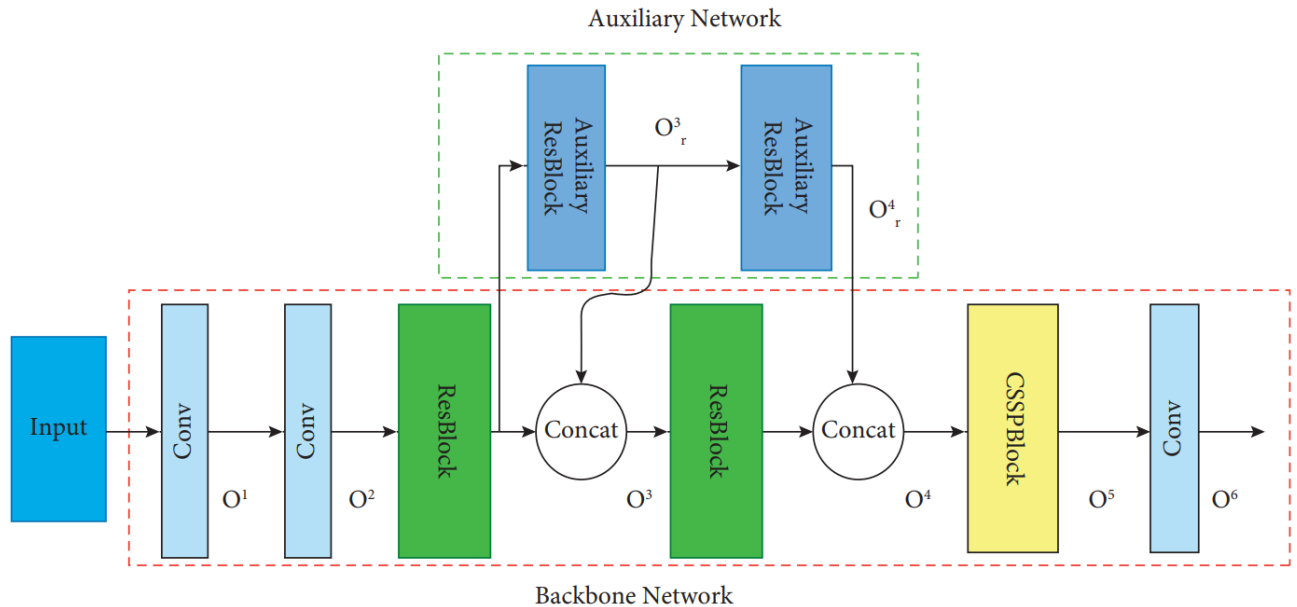 Auxiliary Network
Auxiliary
ResBlock
O³ᵣ
Auxiliary
ResBlock
O⁴ᵣ
Input
Conv
O¹
Conv
O²
ResBlock
Concat
O³
ResBlock
Concat
O⁴
CSSPBlock
O⁵
Conv
O⁶
Backbone Network